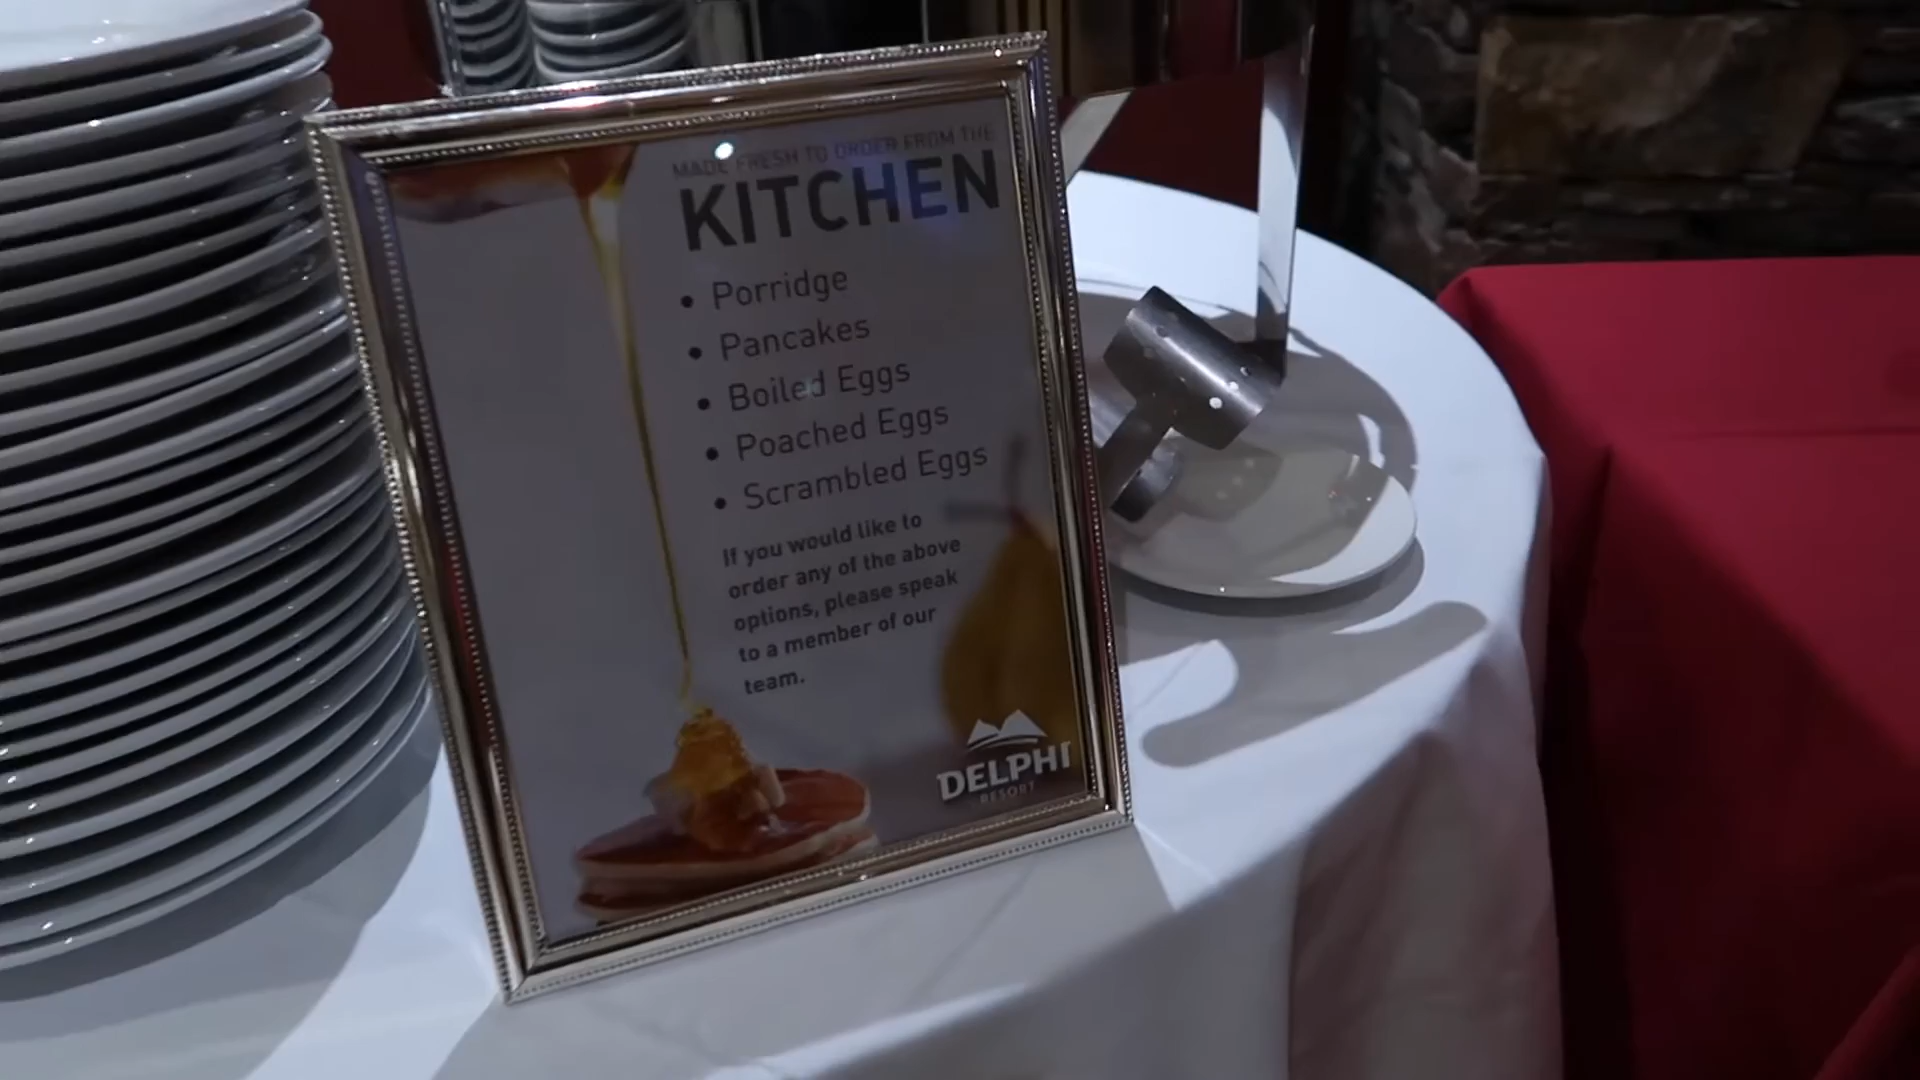 MADE FRESH TO ORDER FROM THE
KITCHEN
• Porridge
• Pancakes
• Boiled Eggs
• Poached Eggs
• Scrambled Eggs
If you would like to
order any of the above
options, please speak
to a member of our
team.
DELPHI
RESORT